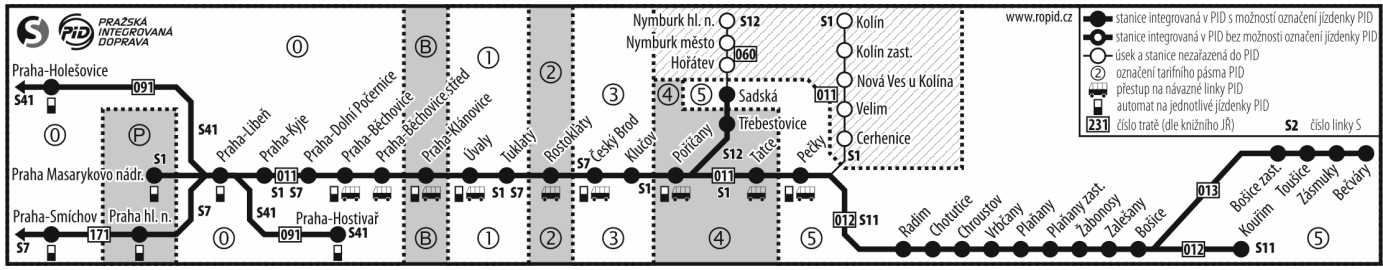 PRAŽSKÁ
INTEGROVANÁ
DOPRAVA
S
PID
0
B
1
2
3
4
5
Praha-Holešovice
S41
091
0
P
S41
Praha-Libeň
Praha-Kyje
Praha-Dolní Počernice
Praha-Běchovice
Praha-Běchovice střed
Praha-Klánovice
Úvaly
Tuklaty
Rostoklaty
Český Brod
Klučov
Poříčany
Tatce
Pečky
Nymburk hl. n.
S12
Nymburk město
060
Hořátev
Sadská
Třebestovice
S12
S1
Kolín
Kolín zast.
Nová Ves u Kolína
011
Velim
Cerhenice
S1
www.ropid.cz
stanice integrovaná v PID s možností označení jízdenky PID
stanice integrovaná v PID bez možnosti označení jízdenky PID
úsek a stanice nezařazená do PID
2 označení tarifního pásma PID
přestup na návazné linky PID
automat na jednotlivé jízdenky PID
231 číslo tratě (dle knižního JŘ) S2 číslo linky S
Praha Masarykovo nádr.
S1
011
S1 S7
S1 S7
S7
S1
011
S1
Praha-Smíchov
S7
171
Praha hl. n.
S7
S41
0
091
Praha-Hostivař
S41
B
1
2
3
4
5
012
S11
Radim
Chotutice
Chroustov
Vrbčany
Plaňany
Plaňany zast.
Žabonosy
Zalešany
Bošice
013
Bošice zast.
Toušice
Zásmuky
Bečváry
012
Kouřim
S11
5